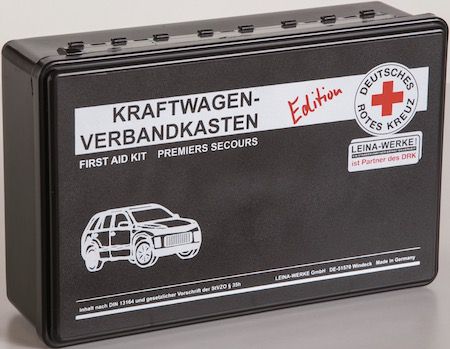 KRAFTWAGEN-
VERBANDKASTEN
Edition
FIRST AID KIT PREMIERS SECOURS
DEUTSCHES
ROTES KREUZ
LEINA-WERKE
ist Partner des DRK
LEINA-WERKE GmbH DE-51570 Windeck Made in Germany
Inhalt nach DIN 13164 und gesetzlicher Vorschrift der StVZO § 35h